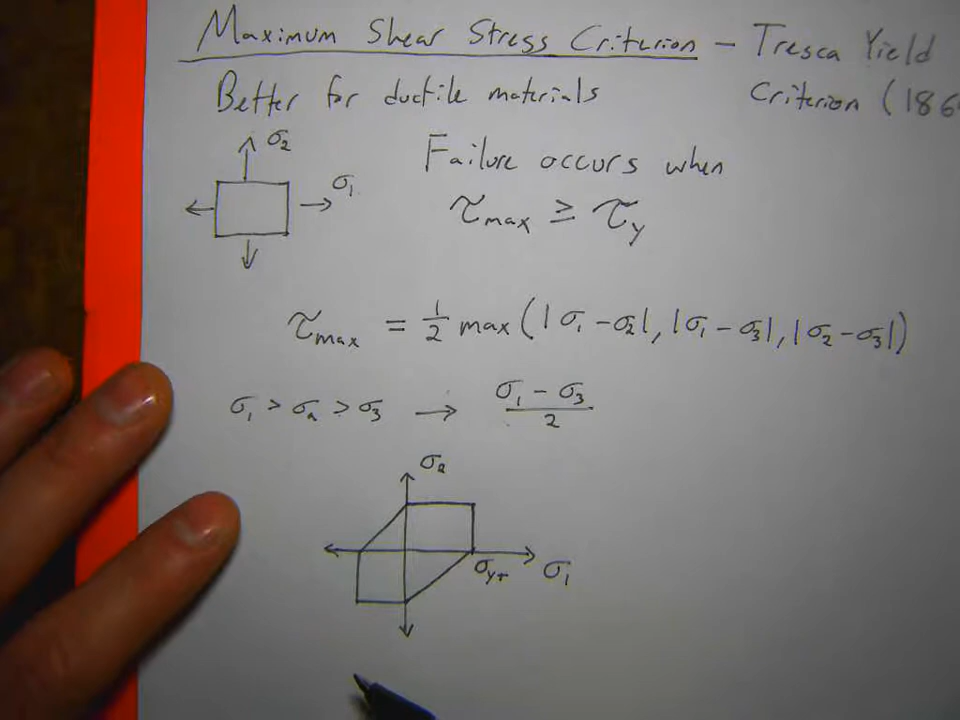 Maximum Shear Stress Criterion - Tresca Yield
Better for ductile materials Criterion (186
σ2
σ1
Failure occurs when
τmax ≥ τy
τmax = 1/2 max(|σ1 - σ2|, |σ1 - σ3|, |σ2 - σ3|)
σ1 > σ2 > σ3 → (σ1 - σ3)/2
σ2
σyT σ1